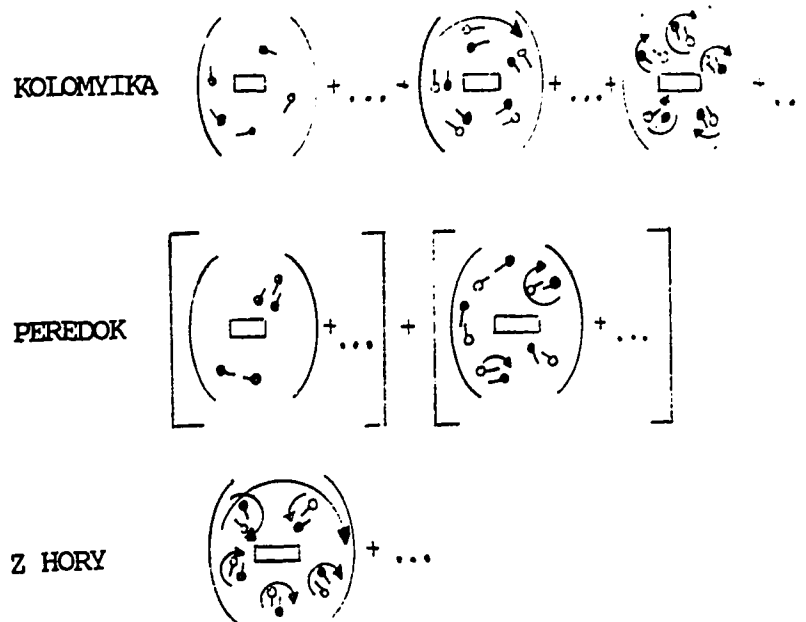 KOLOMYIKA + ... + + ... + + ...
PEREDOK + ... + + ...
Z HORY + ...